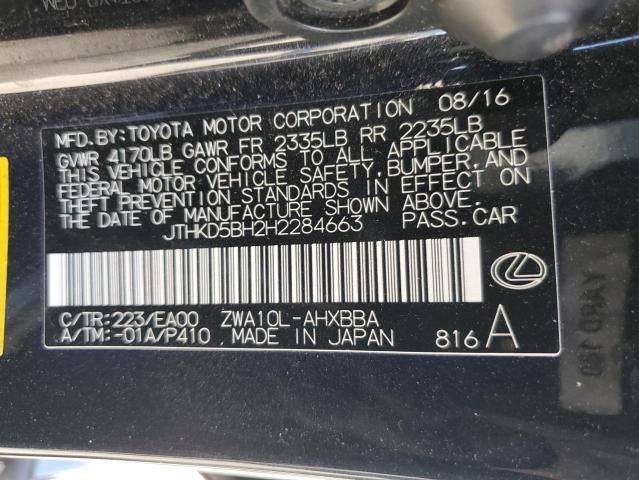 MFD.BY:TOYOTA MOTOR CORPORATION 08/16
GVWR 4170LB GAWR FR 2335LB RR 2235LB
THIS VEHICLE CONFORMS TO ALL APPLICABLE
FEDERAL MOTOR VEHICLE SAFETY,BUMPER,AND
THEFT PREVENTION STANDARDS IN EFFECT ON
THE DATE OF MANUFACTURE SHOWN ABOVE.
JTHKD5BH2H2284663 PASS.CAR
C/TR:223/EA00 ZWA10L-AHXBBA
A/TM:-01A/P410 MADE IN JAPAN 816 A